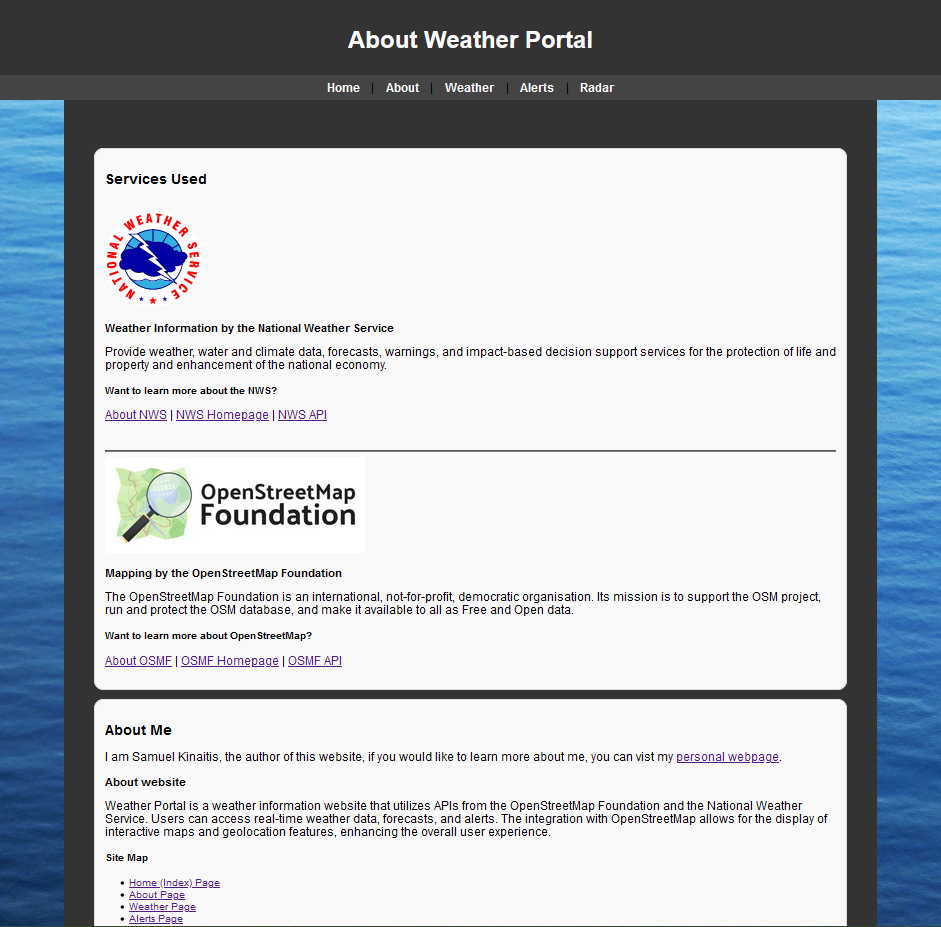 About Weather Portal
Home | About | Weather | Alerts | Radar
Services Used
NATIONAL WEATHER SERVICE
Weather Information by the National Weather Service
Provide weather, water and climate data, forecasts, warnings, and impact-based decision support services for the protection of life and
property and enhancement of the national economy.
Want to learn more about the NWS?
About NWS | NWS Homepage | NWS API
OpenStreetMap
Foundation
Mapping by the OpenStreetMap Foundation
The OpenStreetMap Foundation is an international, not-for-profit, democratic organisation. Its mission is to support the OSM project,
run and protect the OSM database, and make it available to all as Free and Open data.
Want to learn more about OpenStreetMap?
About OSMF | OSMF Homepage | OSMF API
About Me
I am Samuel Kinaitis, the author of this website, if you would like to learn more about me, you can vist my personal webpage.
About website
Weather Portal is a weather information website that utilizes APIs from the OpenStreetMap Foundation and the National Weather
Service. Users can access real-time weather data, forecasts, and alerts. The integration with OpenStreetMap allows for the display of
interactive maps and geolocation features, enhancing the overall user experience.
Site Map
• Home (Index) Page
• About Page
• Weather Page
• Alerts Page